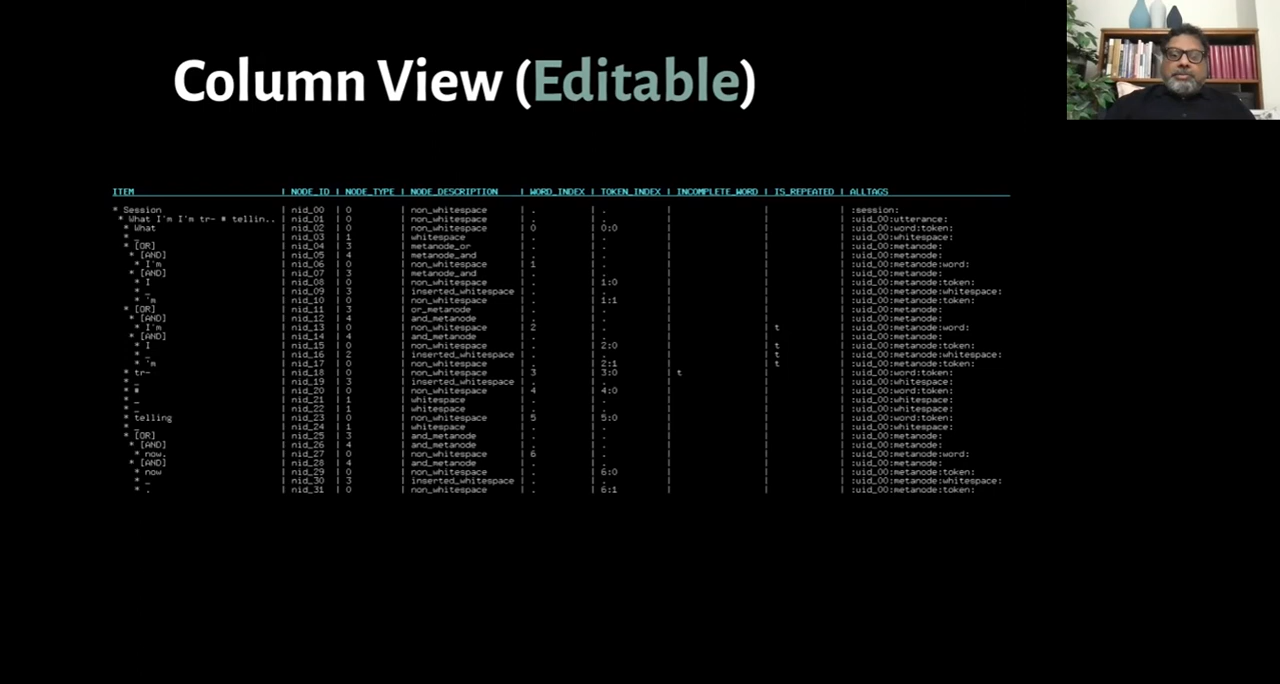 Column View (Editable)
ITEM | NODE_ID | NODE_TYPE | NODE_DESCRIPTION | WORD_INDEX | TOKEN_INDEX | INCOMPLETE_WORD | IS_REPEATED | ALLTAGS
* Session | nid_00 | 0 | non_whitespace | . | . | | | :session:
* What I'm I'm tr- * tellin.. | nid_01 | 0 | non_whitespace | . | . | | | :uid_00:utterance:
* What | nid_02 | 0 | non_whitespace | 0 | 0:0 | | | :uid_00:word:token:
* _ | nid_03 | 1 | whitespace | . | . | | | :uid_00:whitespace:
* [OR] | nid_04 | 3 | metanode_or | . | . | | | :uid_00:metanode:
* [AND] | nid_05 | 4 | metanode_and | . | . | | | :uid_00:metanode:
* I'm | nid_06 | 0 | non_whitespace | 1 | . | | | :uid_00:metanode:word:
* [AND] | nid_07 | 3 | metanode_and | . | . | | | :uid_00:metanode:
* I | nid_08 | 0 | non_whitespace | . | 1:0 | | | :uid_00:metanode:token:
* _ | nid_09 | 3 | inserted_whitespace | . | . | | | :uid_00:metanode:whitespace:
* 'm | nid_10 | 0 | non_whitespace | . | 1:1 | | | :uid_00:metanode:token:
* [OR] | nid_11 | 3 | or_metanode | . | . | | | :uid_00:metanode:
* [AND] | nid_12 | 4 | and_metanode | . | . | | | :uid_00:metanode:
* I'm | nid_13 | 0 | non_whitespace | 2 | . | | t | :uid_00:metanode:word:
* [AND] | nid_14 | 4 | and_metanode | . | . | | | :uid_00:metanode:
* I | nid_15 | 0 | non_whitespace | . | 2:0 | | t | :uid_00:metanode:token:
* _ | nid_16 | 2 | inserted_whitespace | . | . | | t | :uid_00:metanode:whitespace:
* 'm | nid_17 | 0 | non_whitespace | . | 2:1 | | t | :uid_00:metanode:token:
* tr- | nid_18 | 0 | non_whitespace | 3 | 3:0 | t | | :uid_00:word:token:
* _ | nid_19 | 3 | inserted_whitespace | . | . | | | :uid_00:whitespace:
* * | nid_20 | 0 | non_whitespace | 4 | 4:0 | | | :uid_00:word:token:
* _ | nid_21 | 1 | whitespace | . | . | | | :uid_00:whitespace:
* _ | nid_22 | 1 | whitespace | . | . | | | :uid_00:whitespace:
* telling | nid_23 | 0 | non_whitespace | 5 | 5:0 | | | :uid_00:word:token:
* _ | nid_24 | 1 | whitespace | . | . | | | :uid_00:whitespace:
* [OR] | nid_25 | 3 | and_metanode | . | . | | | :uid_00:metanode:
* [AND] | nid_26 | 4 | and_metanode | . | . | | | :uid_00:metanode:
* now. | nid_27 | 0 | non_whitespace | 6 | . | | | :uid_00:metanode:word:
* [AND] | nid_28 | 4 | and_metanode | . | . | | | :uid_00:metanode:
* now | nid_29 | 0 | non_whitespace | . | 6:0 | | | :uid_00:metanode:token:
* _ | nid_30 | 3 | inserted_whitespace | . | . | | | :uid_00:metanode:whitespace:
* . | nid_31 | 0 | non_whitespace | . | 6:1 | | | :uid_00:metanode:token: